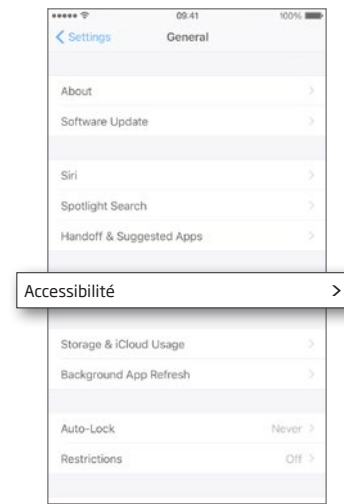 09:41 100%
Settings General
About
Software Update
Siri
Spotlight Search
Handoff & Suggested Apps
Accessibilité
Storage & iCloud Usage
Background App Refresh
Auto-Lock Never
Restrictions Off